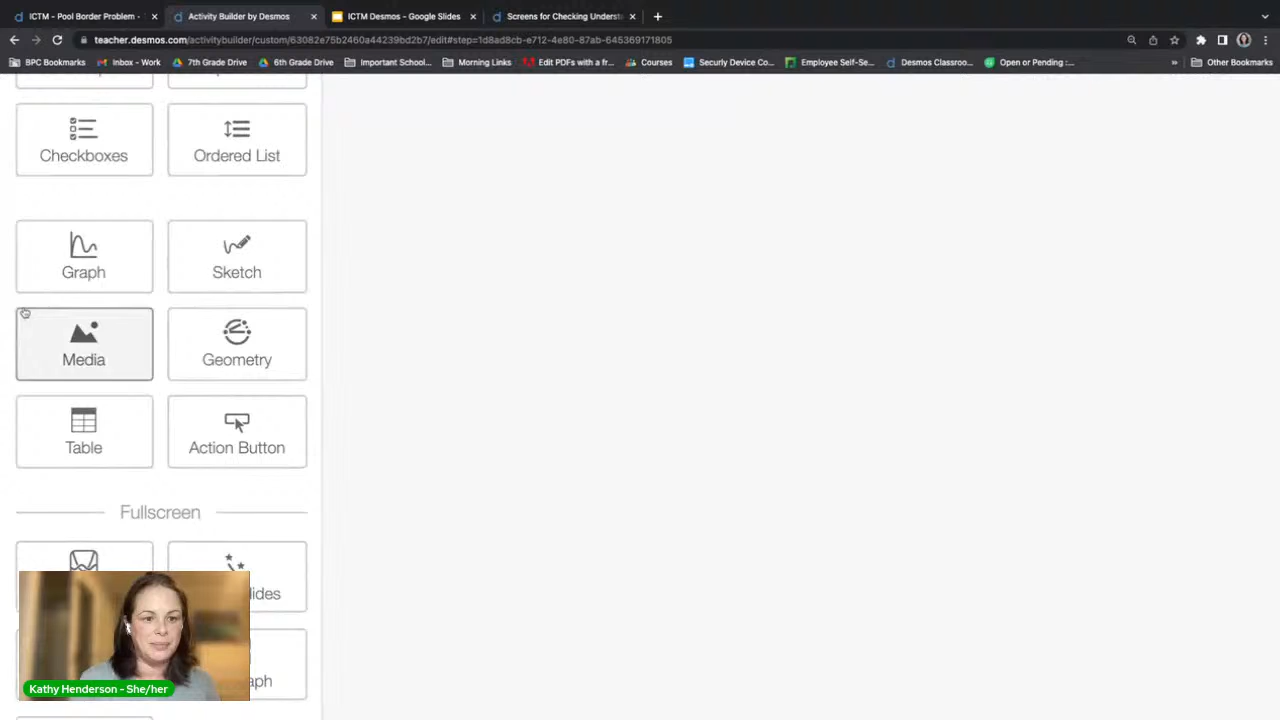 ICTM - Pool Border Problem -
Activity Builder by Desmos
ICTM Desmos - Google Slides
Screens for Checking Underst
teacher.desmos.com/activitybuilder/custom/63082e75b2460a44239bd2b7/edit#step=1d8ad8cb-e712-4e80-87ab-645369171805
BPC Bookmarks
Inbox - Work
7th Grade Drive
6th Grade Drive
Important School...
Morning Links
Edit PDFs with a fr...
Courses
Securly Device Co...
Employee Self-Se...
Desmos Classroo...
Open or Pending :...
Other Bookmarks
Checkboxes
Ordered List
Graph
Sketch
Media
Geometry
Table
Action Button
Fullscreen
lides
aph
Kathy Henderson - She/her